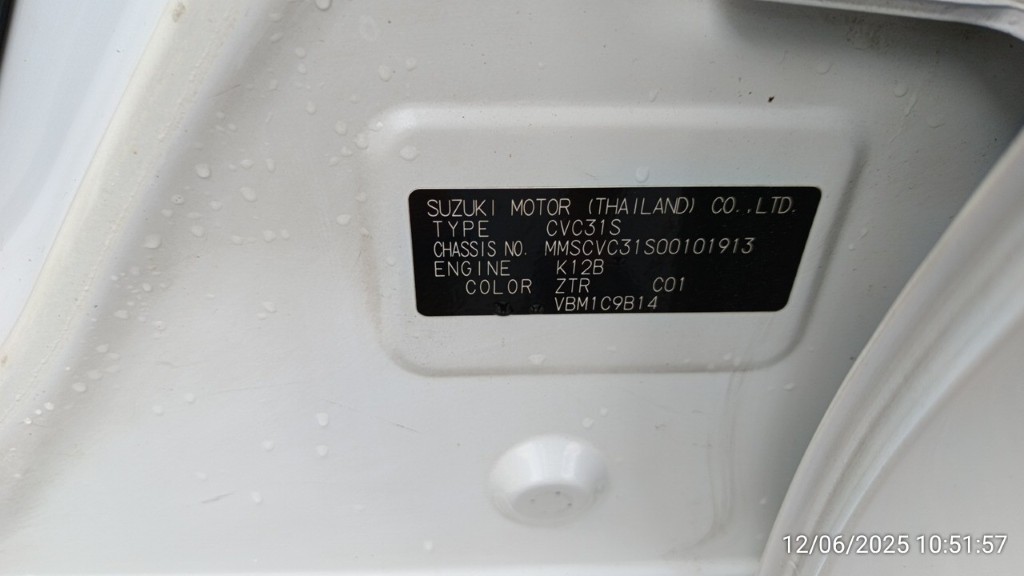 SUZUKI MOTOR (THAILAND) CO.,LTD.
TYPE CVC31S
CHASSIS NO. MMSCVC31S00101913
ENGINE K12B
COLOR ZTR C01
VBM1C9B14
12/06/2025 10:51:57